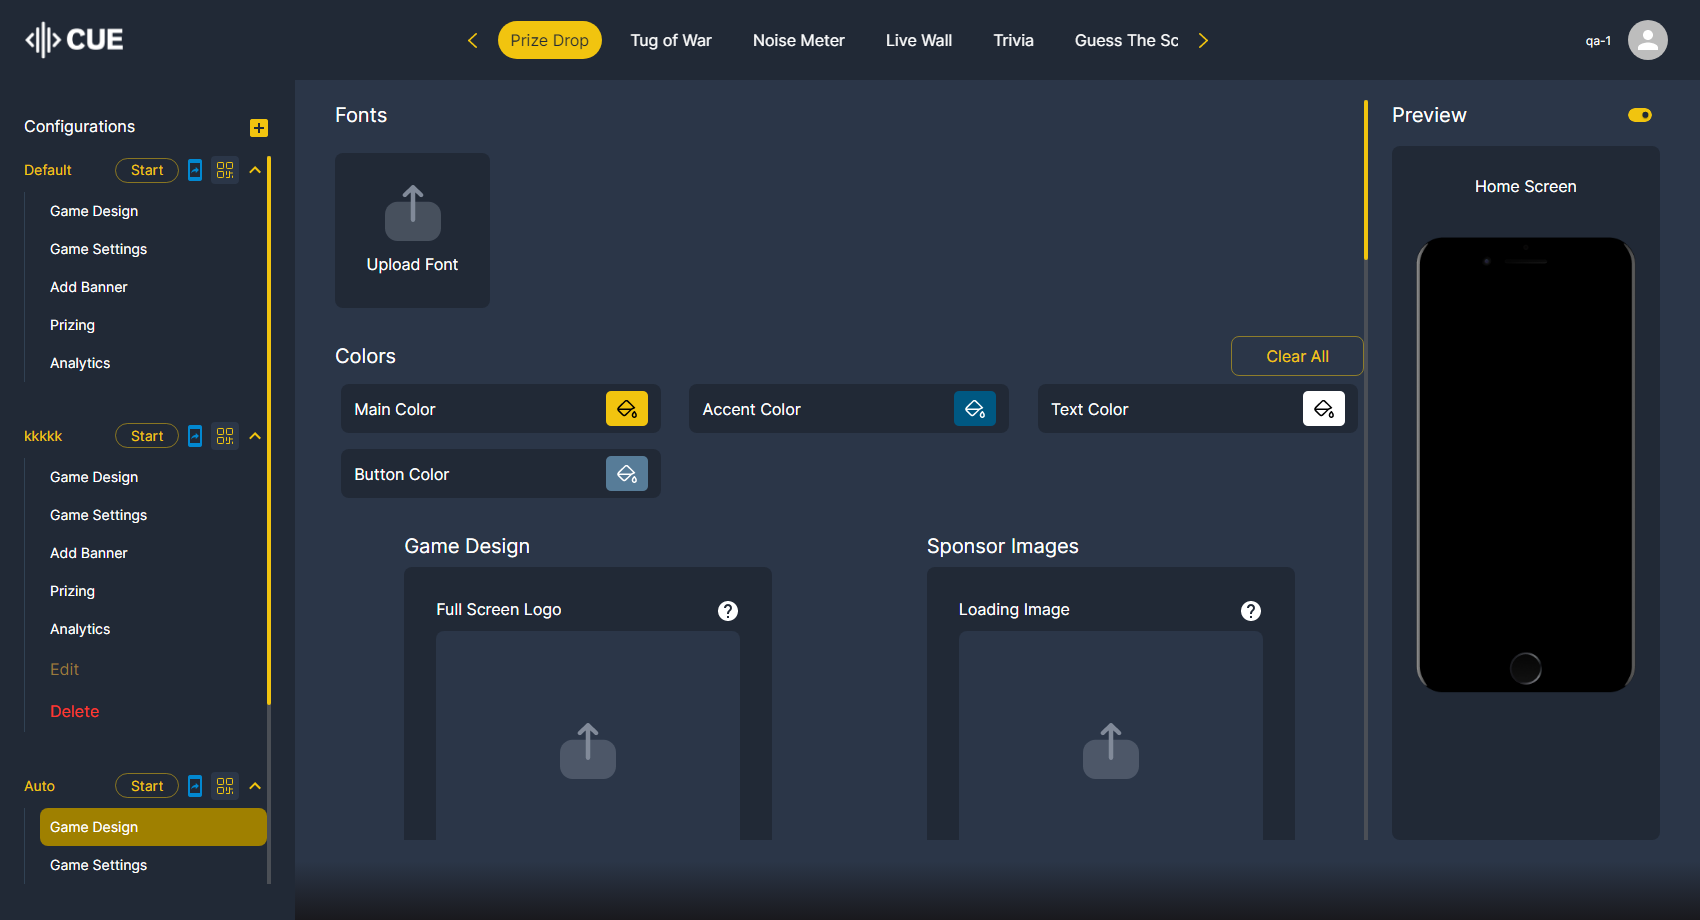 CUE
Prize Drop
Tug of War
Noise Meter
Live Wall
Trivia
Guess The Sc
qa-1
Configurations
Default
Start
Game Design
Game Settings
Add Banner
Prizing
Analytics
kkkkk
Start
Game Design
Game Settings
Add Banner
Prizing
Analytics
Edit
Delete
Auto
Start
Game Design
Game Settings
Fonts
Upload Font
Colors
Clear All
Main Color
Accent Color
Text Color
Button Color
Game Design
Full Screen Logo
?
Sponsor Images
Loading Image
?
Preview
Home Screen